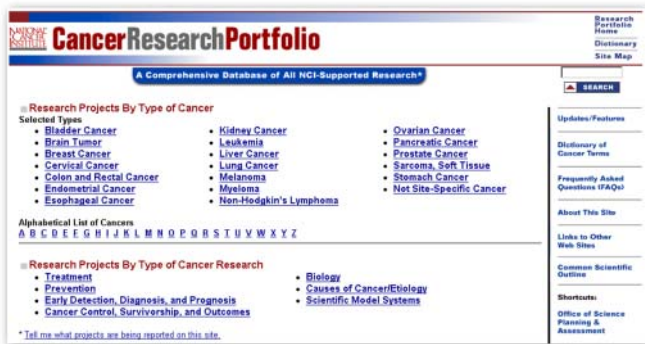 NATIONAL
CANCER
INSTITUTE
CancerResearchPortfolio
Research
Portfolio
Home
Dictionary
Site Map
A Comprehensive Database of All NCI-Supported Research*
SEARCH
Research Projects By Type of Cancer
Selected Types
Bladder Cancer
Brain Tumor
Breast Cancer
Cervical Cancer
Colon and Rectal Cancer
Endometrial Cancer
Esophageal Cancer
Kidney Cancer
Leukemia
Liver Cancer
Lung Cancer
Melanoma
Myeloma
Non-Hodgkin's Lymphoma
Ovarian Cancer
Pancreatic Cancer
Prostate Cancer
Sarcoma, Soft Tissue
Stomach Cancer
Not Site-Specific Cancer
Alphabetical List of Cancers
A B C D E F G H I J K L M N O P Q R S T U V W X Y Z
Research Projects By Type of Cancer Research
Treatment
Prevention
Early Detection, Diagnosis, and Prognosis
Cancer Control, Survivorship, and Outcomes
Biology
Causes of Cancer/Etiology
Scientific Model Systems
* Tell me what projects are being reported on this site.
Updates/Features
Dictionary of
Cancer Terms
Frequently Asked
Questions (FAQs)
About This Site
Links to Other
Web Sites
Common Scientific
Outline
Shortcuts:
Office of Science
Planning &
Assessment